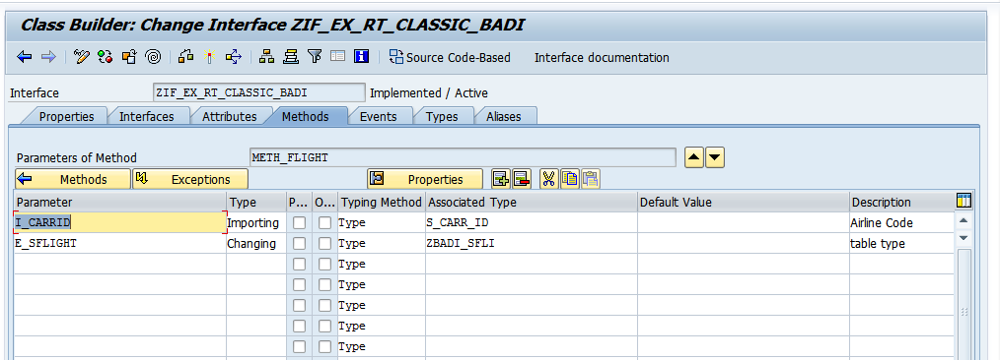 Class Builder: Change Interface ZIF_EX_RT_CLASSIC_BADI
Source Code-Based Interface documentation
Interface ZIF_EX_RT_CLASSIC_BADI Implemented / Active
Properties Interfaces Attributes Methods Events Types Aliases
Parameters of Method METH_FLIGHT
Methods Exceptions Properties
Parameter Type P... O... Typing Method Associated Type Default Value Description
I_CARRID Importing Type S_CARR_ID Airline Code
E_SFLIGHT Changing Type ZBADI_SFLI table type
Type
Type
Type
Type
Type